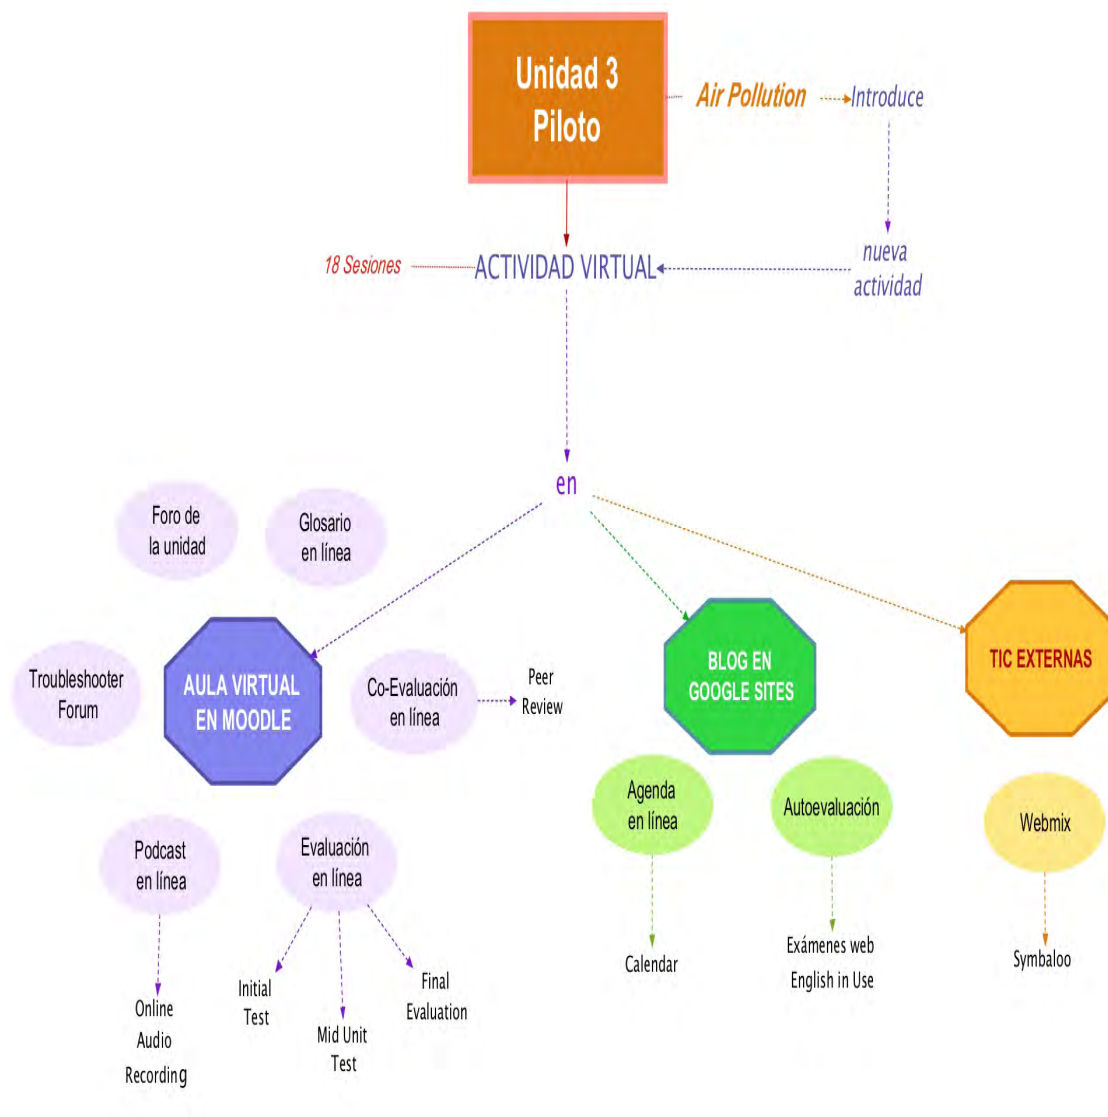 Unidad 3
Piloto
Air Pollution
Introduce
nueva
actividad
18 Sesiones
ACTIVIDAD VIRTUAL
en
Foro de
la unidad
Glosario
en línea
Troubleshooter
Forum
AULA VIRTUAL
EN MOODLE
Co-Evaluación
en línea
Peer
Review
BLOG EN
GOOGLE SITES
TIC EXTERNAS
Podcast
en línea
Evaluación
en línea
Agenda
en línea
Autoevaluación
Webmix
Online
Audio
Recording
Initial
Test
Mid Unit
Test
Final
Evaluation
Calendar
Exámenes web
English in Use
Symbaloo